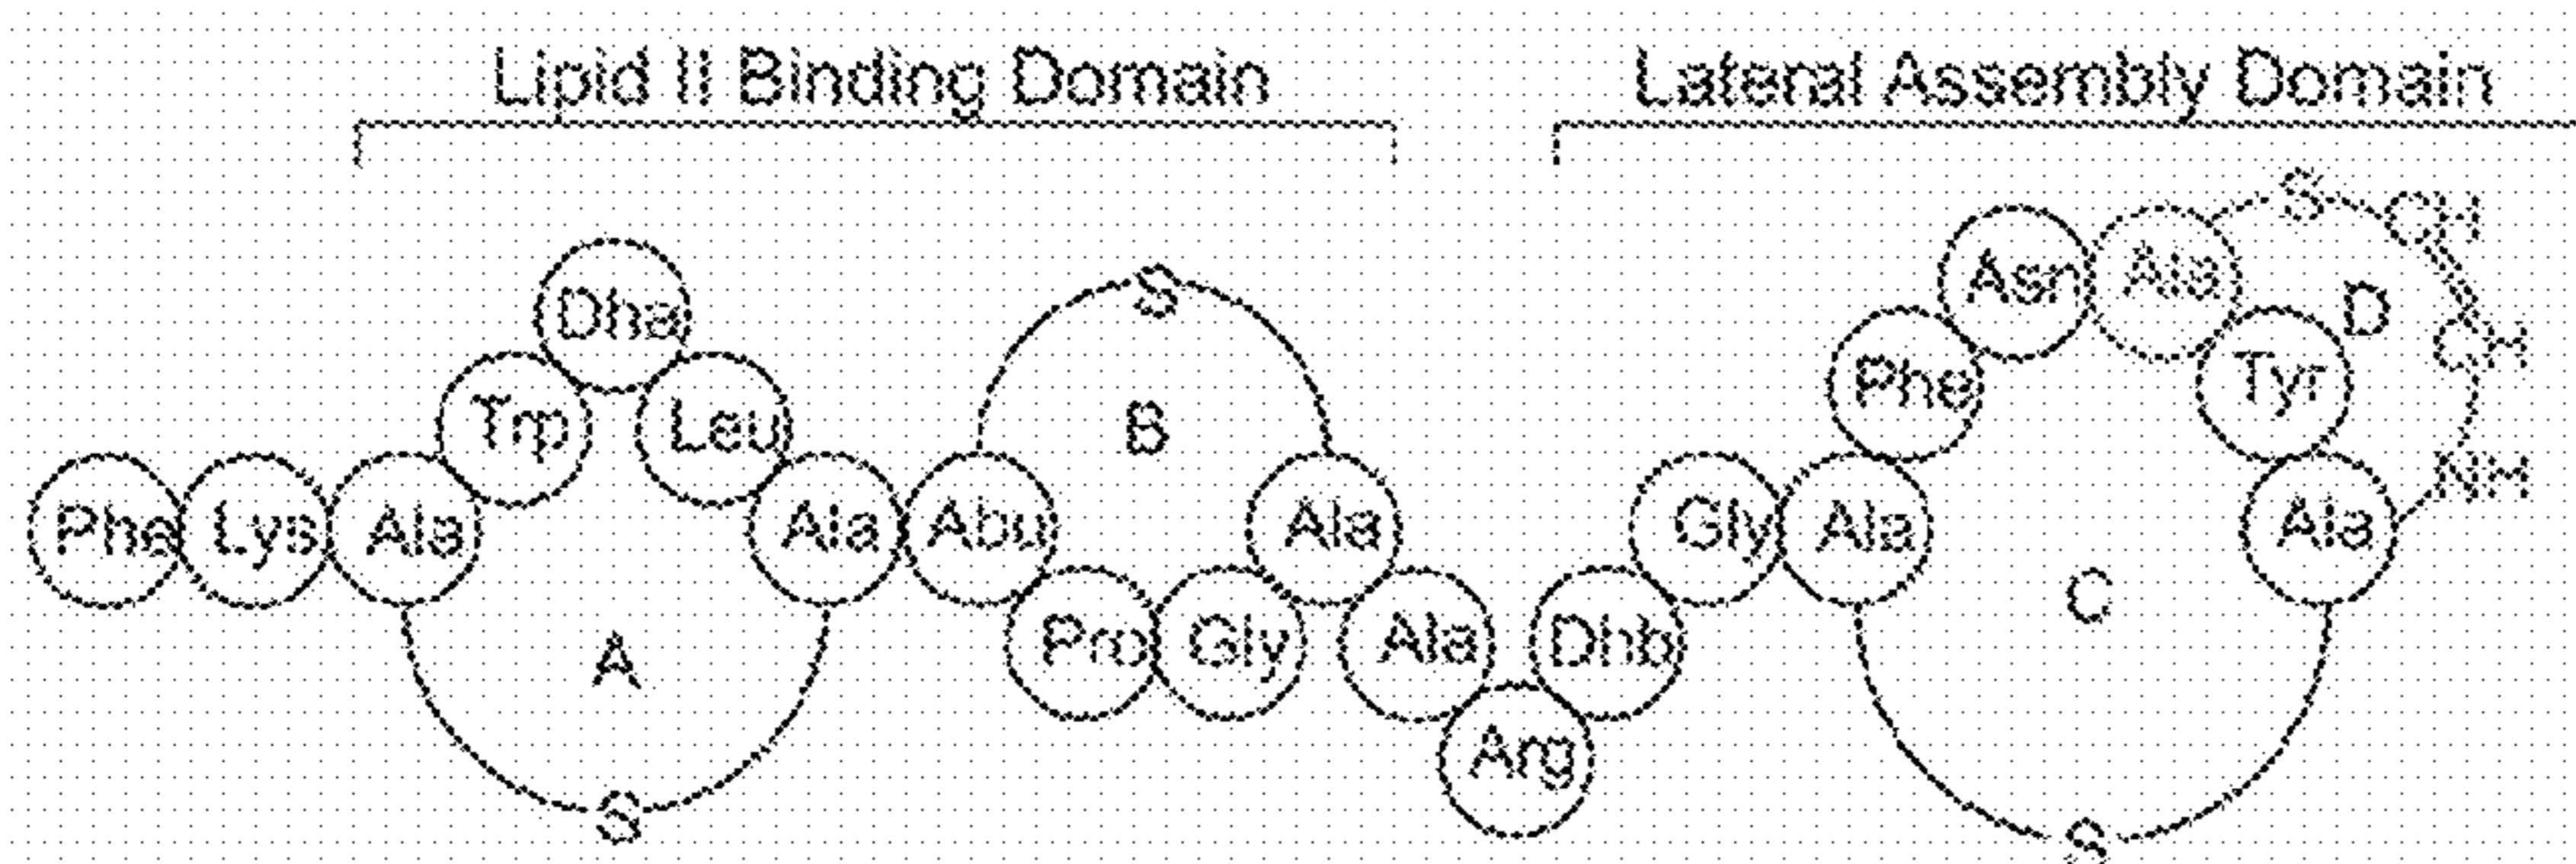 Lipid II Binding Domain Lateral Assembly Domain
S CH
Asn Ala
Dha S D
CH
Phe Tyr
Trp Leu B
NH
Phe Lys Ala Ala Abu Ala Gly Ala Ala
C
A Pro Gly Ala Dhb
Arg
S S